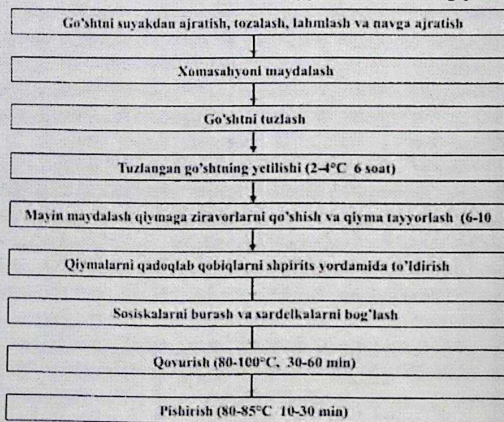 Go'shtni suyakdan ajratish, tozalash, lahmlash va navga ajratish
Xomasahyoni maydalash
Go'shtni tuzlash
Tuzlangan go'shtning yetilishi (2-4°C 6 soat)
Mayin maydalash qiymaga ziravorlarni qo'shish va qiyma tayyorlash (6-10
Qiymalarni qadoqlab qobiqlarni shpirits yordamida to'ldirish
Sosiskalarni burash va sardelkalarni bog'lash
Qovurish (80-100°C, 30-60 min)
Pishirish (80-85°C 10-30 min)